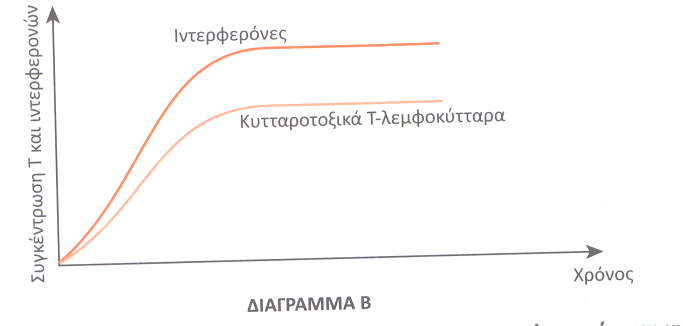 Συγκέντρωση Τ και ιντερφερονών
Ιντερφερόνες
Κυτταροτοξικά Τ-λεμφοκύτταρα
Χρόνος
ΔΙΑΓΡΑΜΜΑ Β